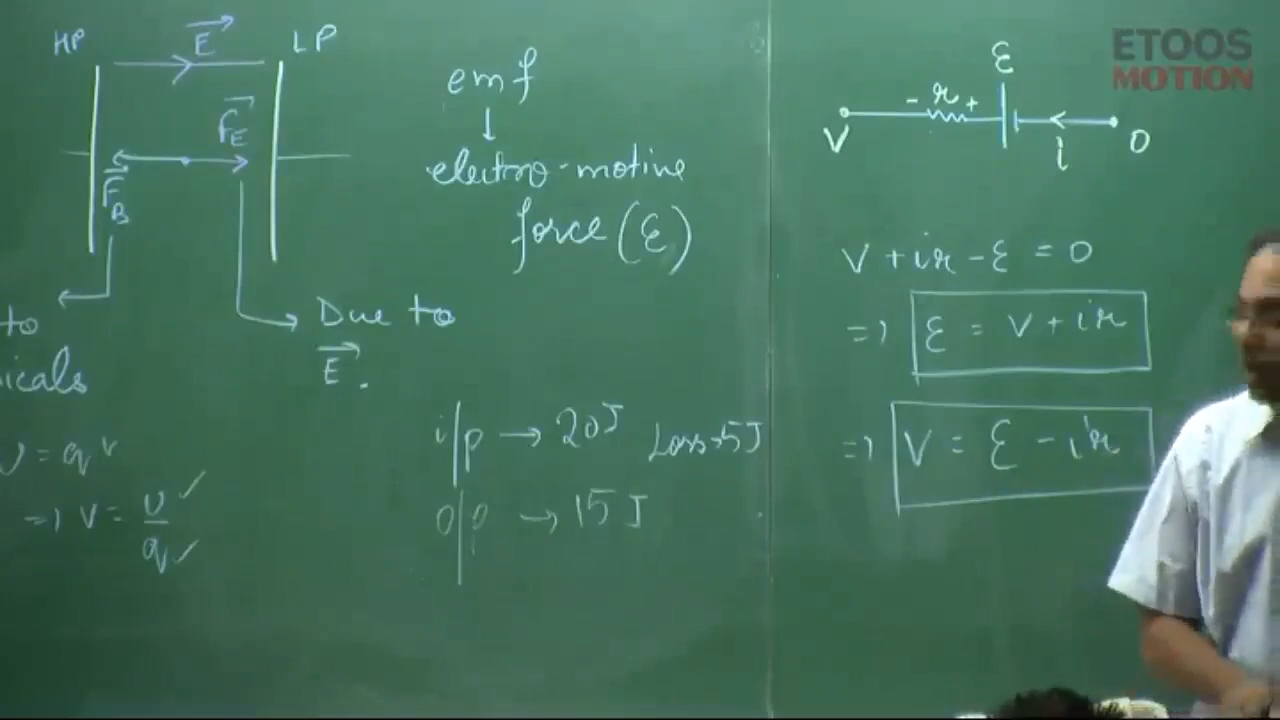 HP E LP
F_E
F_B
to
icals
Due to
E.
U = qV
=> V = U/q
emf
↓
electro-motive
force (ε)
i/p → 20J Loss → 5J
o/p → 15J
ETOOS
MOTION
ε
- r +
V i 0
V + ir - ε = 0
=> ε = V + ir
=> V = ε - ir